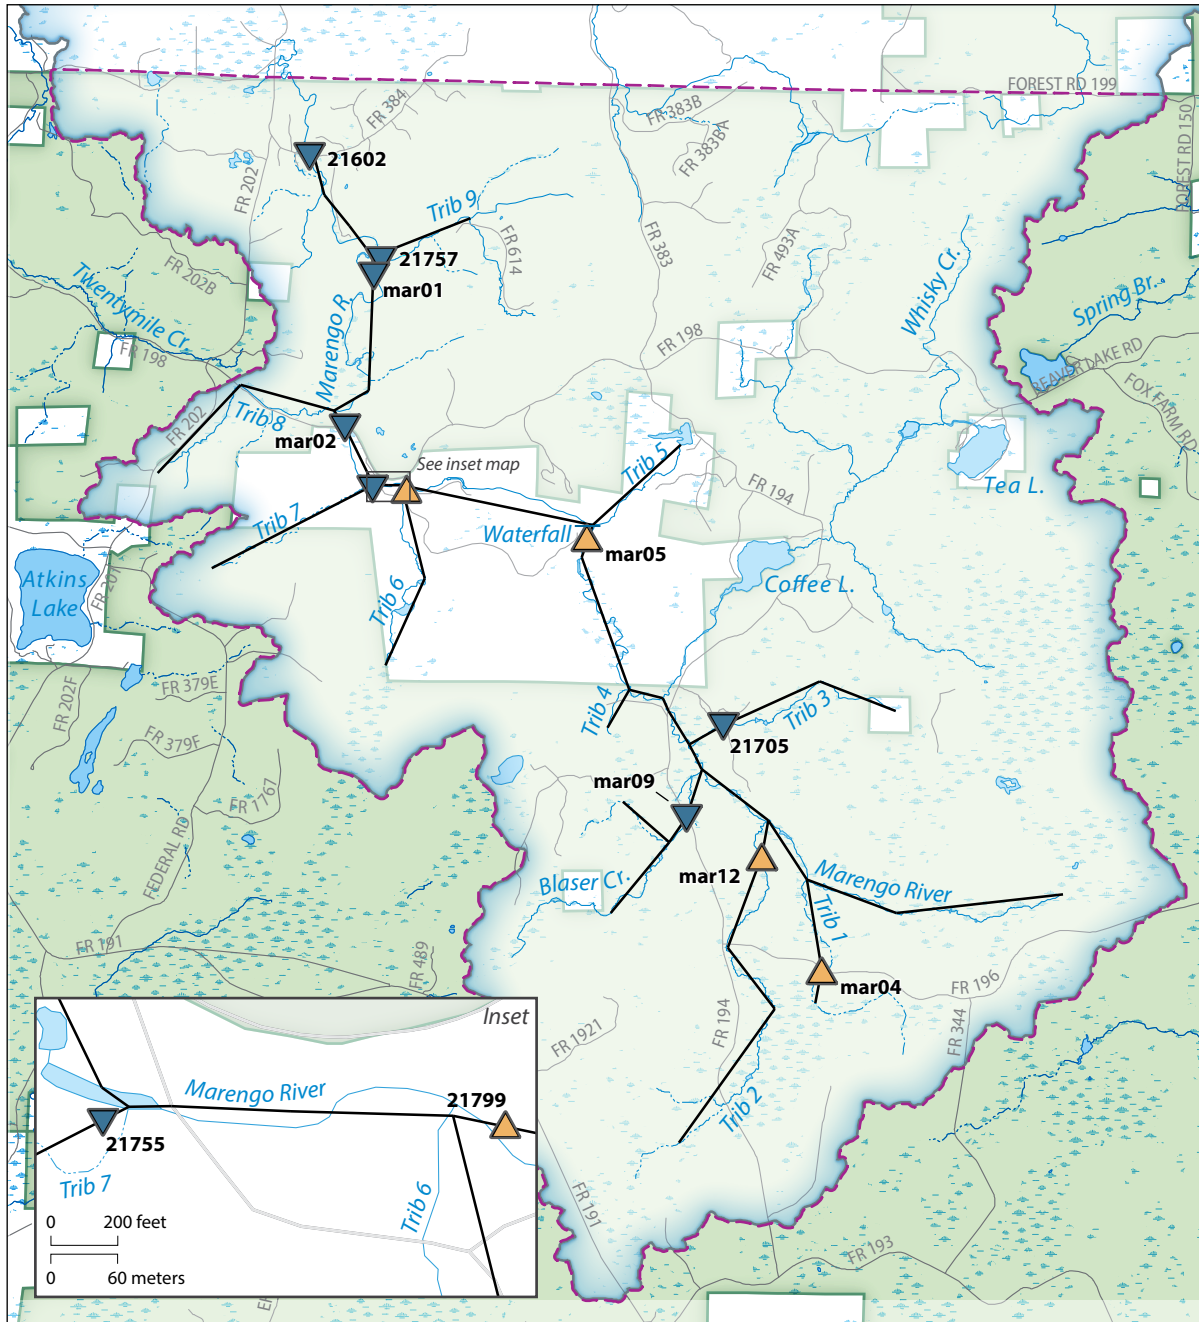 FOREST RD 199
FR 384
FR 383B
FR 383B A
FOREST RD 150
21602
FR 202
Trib 9
FR 614
FR 383
FR 493A
Whisky Cr.
21757
mar01
FR 202B
Twentymile Cr.
Spring Br.
FR 198
Marengo R.
FR 198
BEAVER LAKE RD
FOX FARM RD
FR 202
Trib 8
mar02
See inset map
Trib 5
FR 194
Tea L.
Trib 7
Waterfall
mar05
Coffee L.
Atkins
Lake
FR 201
Trib 6
FR 379E
FR 202F
Trib 4
Trib 3
21705
FR 379F
mar09
FR 1767
FEDERAL RD
mar12
Blaser Cr.
Marengo River
Trib 1
FR 191
FR 489
mar04
FR 196
FR 194
FR 344
FR 1921
Trib 2
Inset
Marengo River
21799
21755
Trib 7
Trib 6
0 200 feet
0 60 meters
FR 191
FR 193